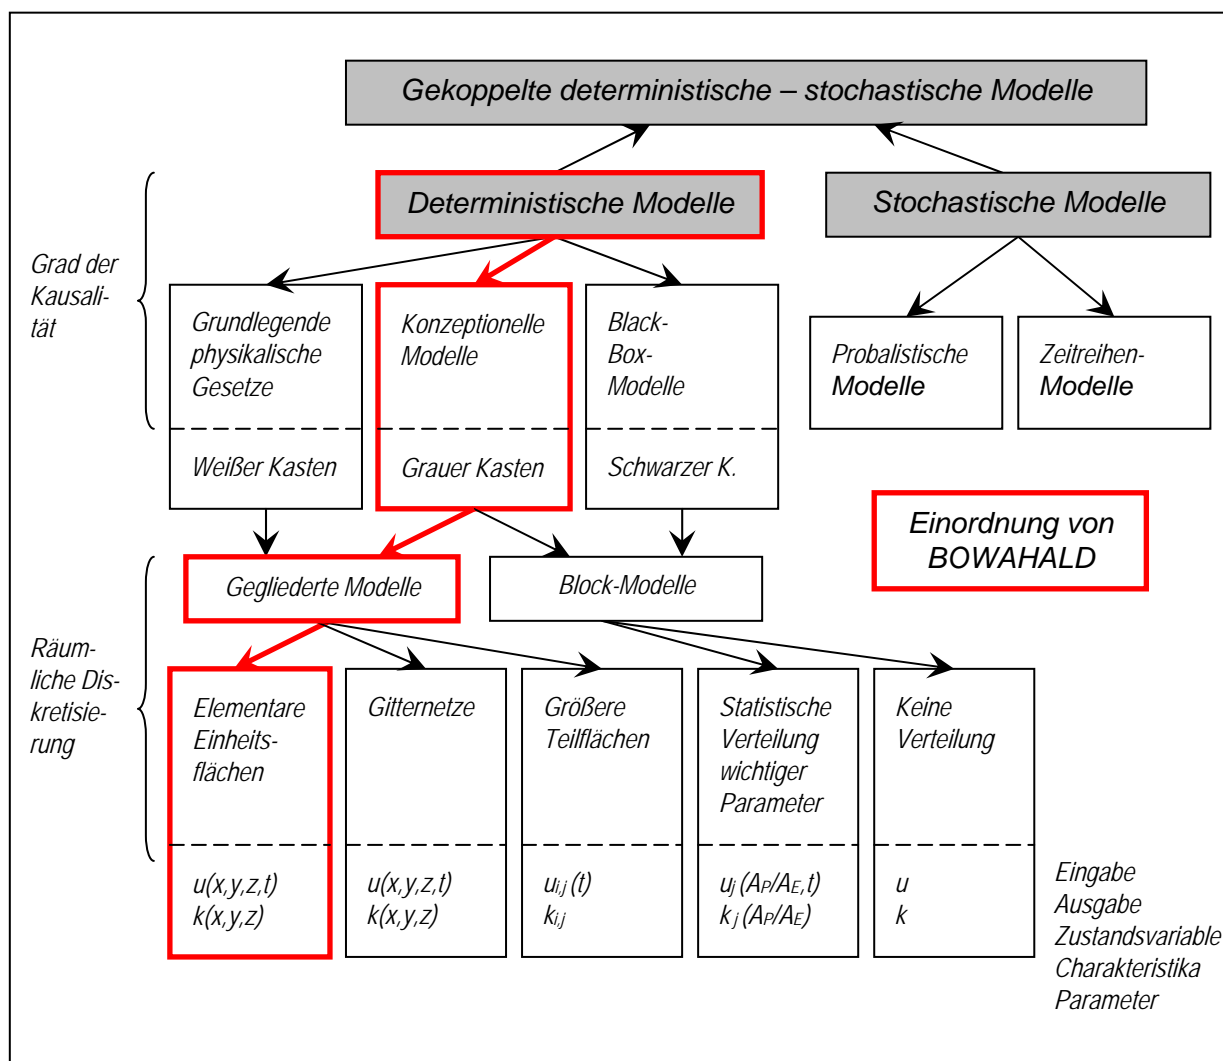 Gekoppelte deterministische – stochastische Modelle
Deterministische Modelle
Stochastische Modelle
Grad der
Kausali-
tät
Grundlegende
physikalische
Gesetze
Weißer Kasten
Konzeptionelle
Modelle
Grauer Kasten
Black-
Box-
Modelle
Schwarzer K.
Probalistische
Modelle
Zeitreihen-
Modelle
Einordnung von
BOWAHALD
Gegliederte Modelle
Block-Modelle
Räum-
liche Dis-
kretisie-
rung
Elementare
Einheits-
flächen
u(x,y,z,t)
k(x,y,z)
Gitternetze
u(x,y,z,t)
k(x,y,z)
Größere
Teilflächen
ui,j (t)
ki,j
Statistische
Verteilung
wichtiger
Parameter
uj (AP/AE,t)
kj (AP/AE)
Keine
Verteilung
u
k
Eingabe
Ausgabe
Zustandsvariable
Charakteristika
Parameter